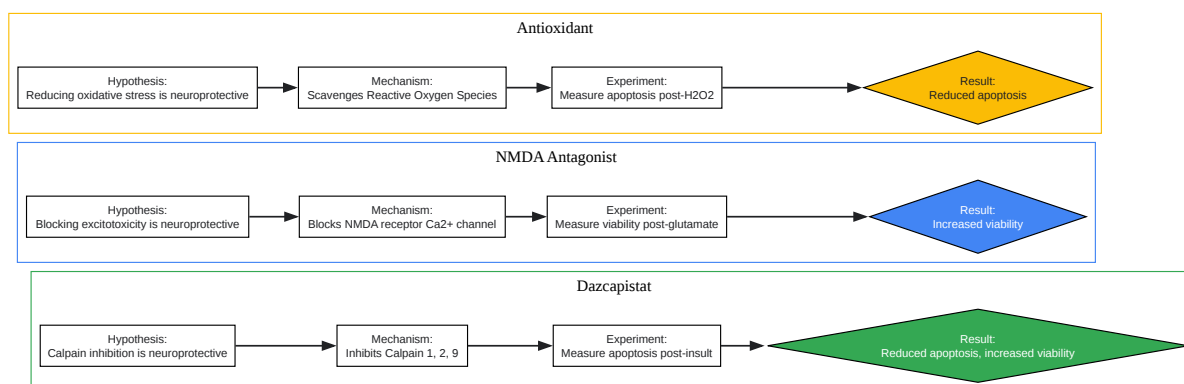 Antioxidant
Hypothesis:
Reducing oxidative stress is neuroprotective
Mechanism:
Scavenges Reactive Oxygen Species
Experiment:
Measure apoptosis post-H2O2
Result:
Reduced apoptosis
NMDA Antagonist
Hypothesis:
Blocking excitotoxicity is neuroprotective
Mechanism:
Blocks NMDA receptor Ca2+ channel
Experiment:
Measure viability post-glutamate
Result:
Increased viability
Dazcapistat
Hypothesis:
Calpain inhibition is neuroprotective
Mechanism:
Inhibits Calpain 1, 2, 9
Experiment:
Measure apoptosis post-insult
Result:
Reduced apoptosis, increased viability